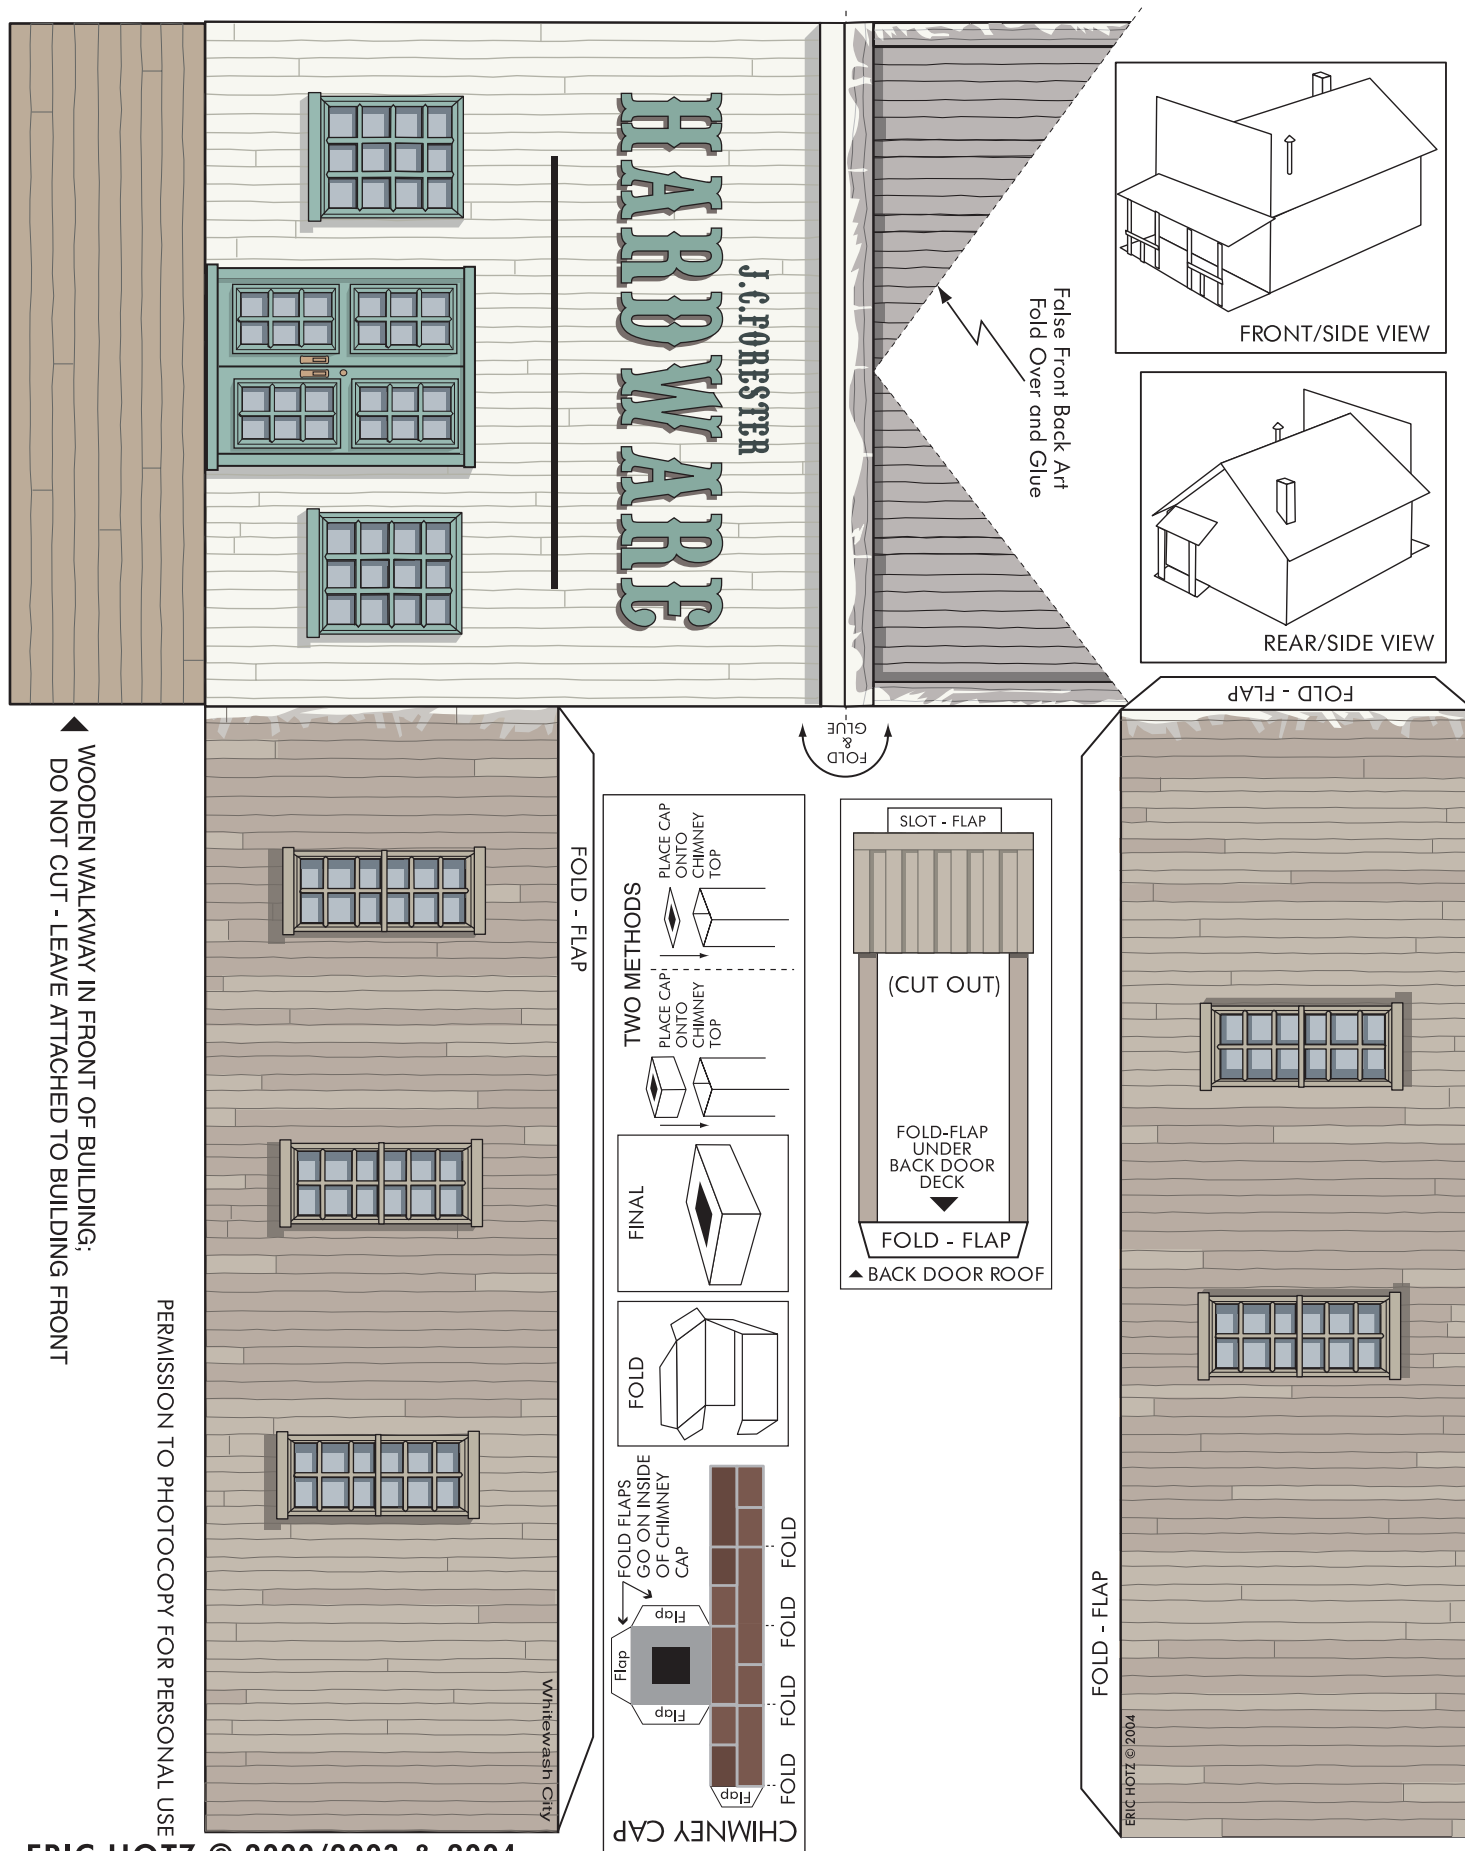 HARDWARE
J.C.FORESTER
False Front Back Art
Fold Over and Glue
FRONT/SIDE VIEW
REAR/SIDE VIEW
FOLD - FLAP
FOLD
&
GLUE
WOODEN WALKWAY IN FRONT OF BUILDING;
DO NOT CUT - LEAVE ATTACHED TO BUILDING FRONT
PERMISSION TO PHOTOCOPY FOR PERSONAL USE
FOLD - FLAP
Whitewash City
TWO METHODS
PLACE CAP
ONTO
CHIMNEY
TOP
PLACE CAP
ONTO
CHIMNEY
TOP
FINAL
FOLD
FOLD FLAPS
GO ON INSIDE
OF CHIMNEY
CAP
Flap
Flap
Flap
Flap
FOLD
FOLD
FOLD
FOLD
CHIMNEY CAP
SLOT - FLAP
(CUT OUT)
FOLD-FLAP
UNDER
BACK DOOR
DECK
FOLD - FLAP
BACK DOOR ROOF
FOLD - FLAP
ERIC HOTZ © 2004
ERIC HOTZ © 2000/2003 & 2004